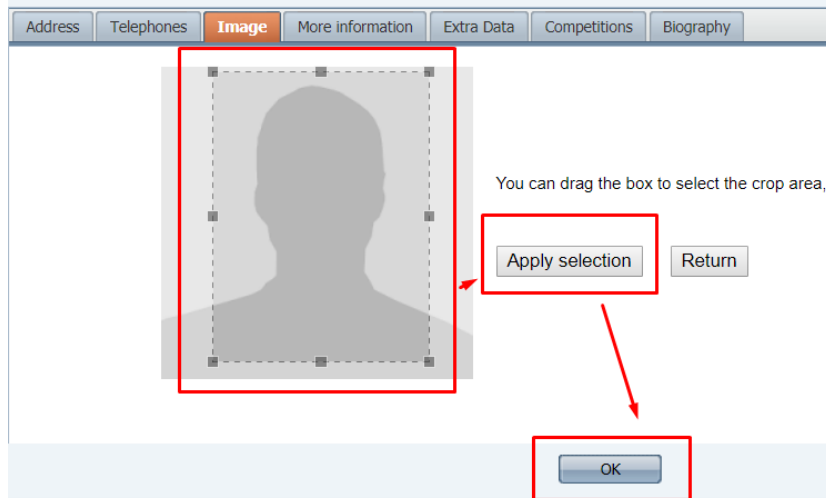 Address Telephones Image More information Extra Data Competitions Biography
You can drag the box to select the crop area,
Apply selection Return
OK